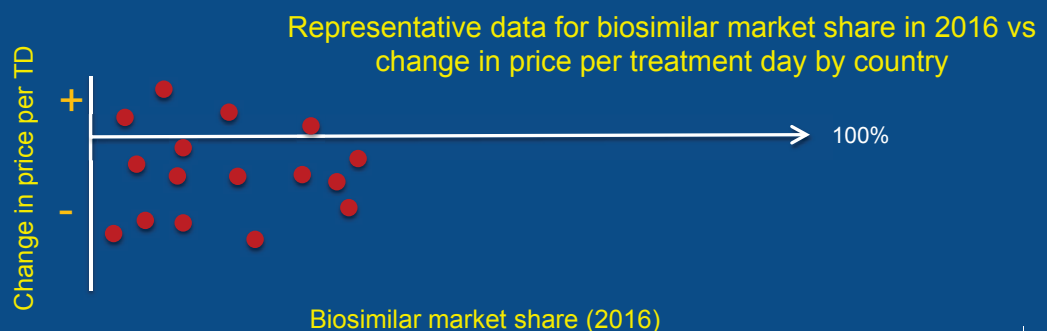 Representative data for biosimilar market share in 2016 vs
change in price per treatment day by country
Change in price per TD
+
100%
-
Biosimilar market share (2016)